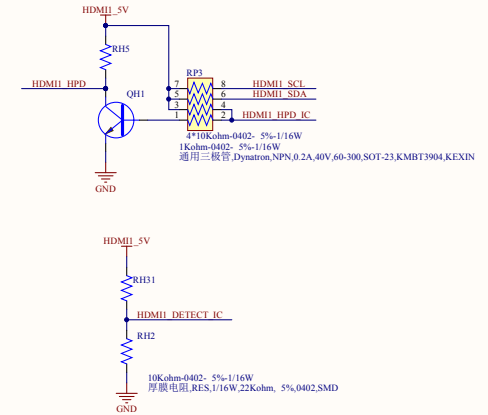 HDMI1_5V
RH5
HDMI1_HPD
QH1
RP3
7 8 HDMI1_SCL
5 6 HDMI1_SDA
3 4
1 2 HDMI1_HPD_IC
4*10Kohm-0402- 5%-1/16W
1Kohm-0402- 5%-1/16W
通用三极管,Dynatron,NPN,0.2A,40V,60-300,SOT-23,KMBT3904,KEXIN
GND
HDMI1_5V
RH31
HDMI1_DETECT_IC
RH2
10Kohm-0402- 5%-1/16W
厚膜电阻,RES,1/16W,22Kohm, 5%,0402,SMD
GND